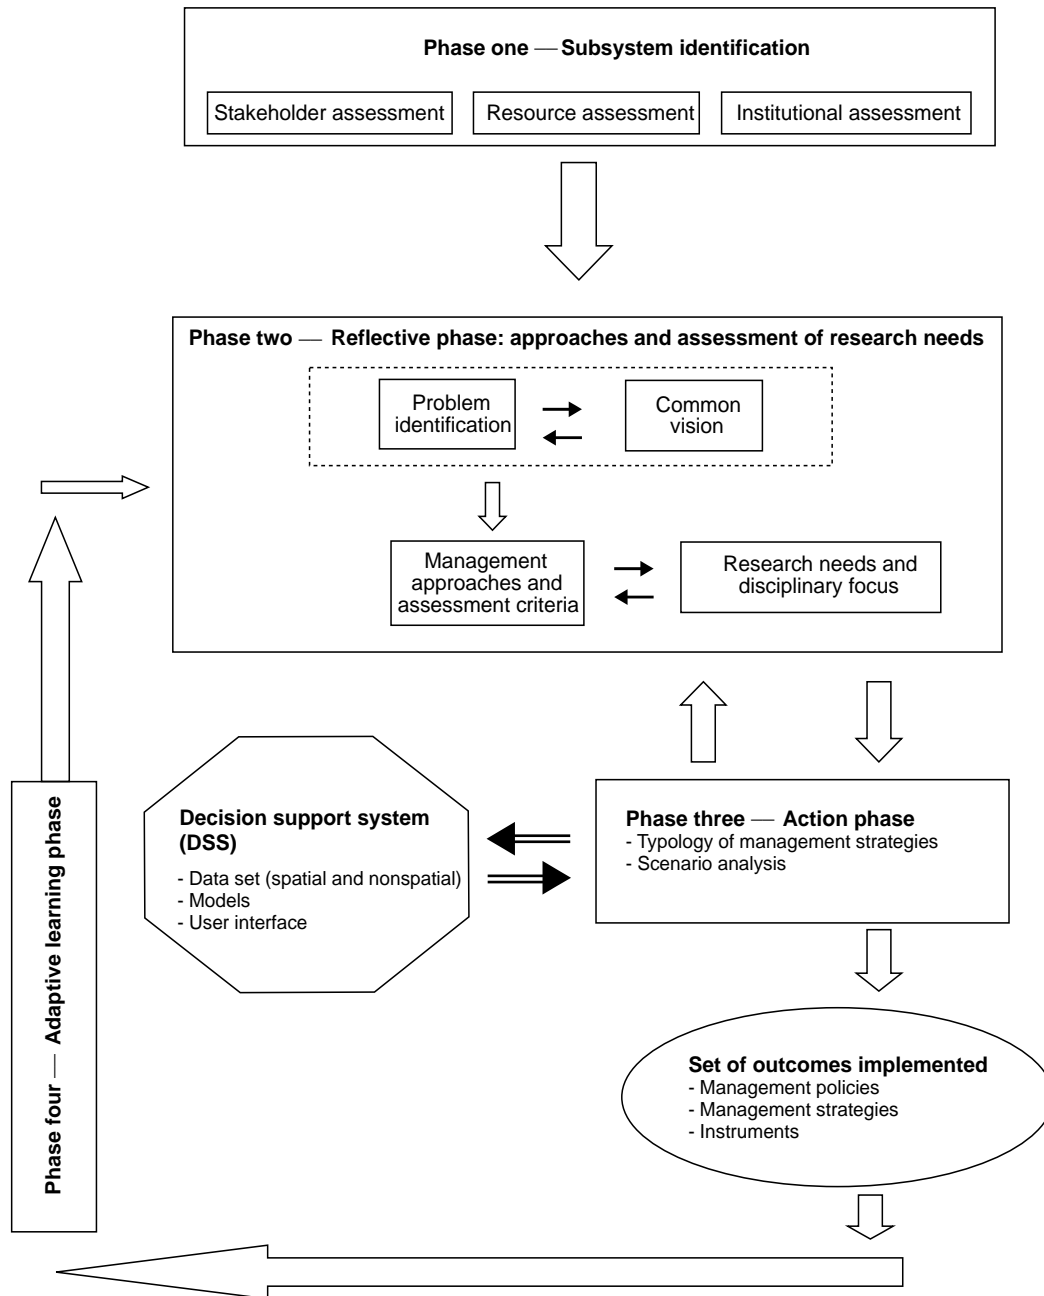 Phase one — Subsystem identification
Stakeholder assessment
Resource assessment
Institutional assessment
Phase two — Reflective phase: approaches and assessment of research needs
Problem
identification
Common
vision
Management
approaches and
assessment criteria
Research needs and
disciplinary focus
Decision support system
(DSS)
- Data set (spatial and nonspatial)
- Models
- User interface
Phase three — Action phase
- Typology of management strategies
- Scenario analysis
Set of outcomes implemented
- Management policies
- Management strategies
- Instruments
Phase four — Adaptive learning phase